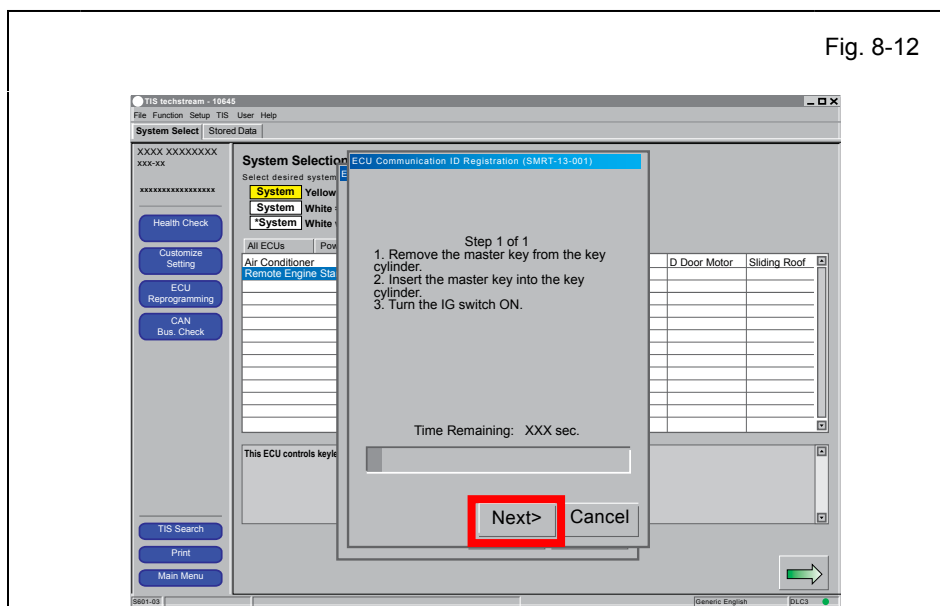 Fig. 8-12
TIS techstream - 10645
File Function Setup TIS User Help
System Select Stored Data
XXXX XXXXXXXX
xxx-xx
xxxxxxxxxxxxxxxxx
Health Check
Customize
Setting
ECU
Reprogramming
CAN
Bus. Check
TIS Search
Print
Main Menu
System Selection
Select desired system
System Yellow
System White
*System White
All ECUs Pow
Air Conditioner
Remote Engine Sta
D Door Motor Sliding Roof
This ECU controls keyle
E
ECU Communication ID Registration (SMRT-13-001)
Step 1 of 1
1. Remove the master key from the key
cylinder.
2. Insert the master key into the key
cylinder.
3. Turn the IG switch ON.
Time Remaining: XXX sec.
Next> Cancel
S601-03
Generic English DLC3